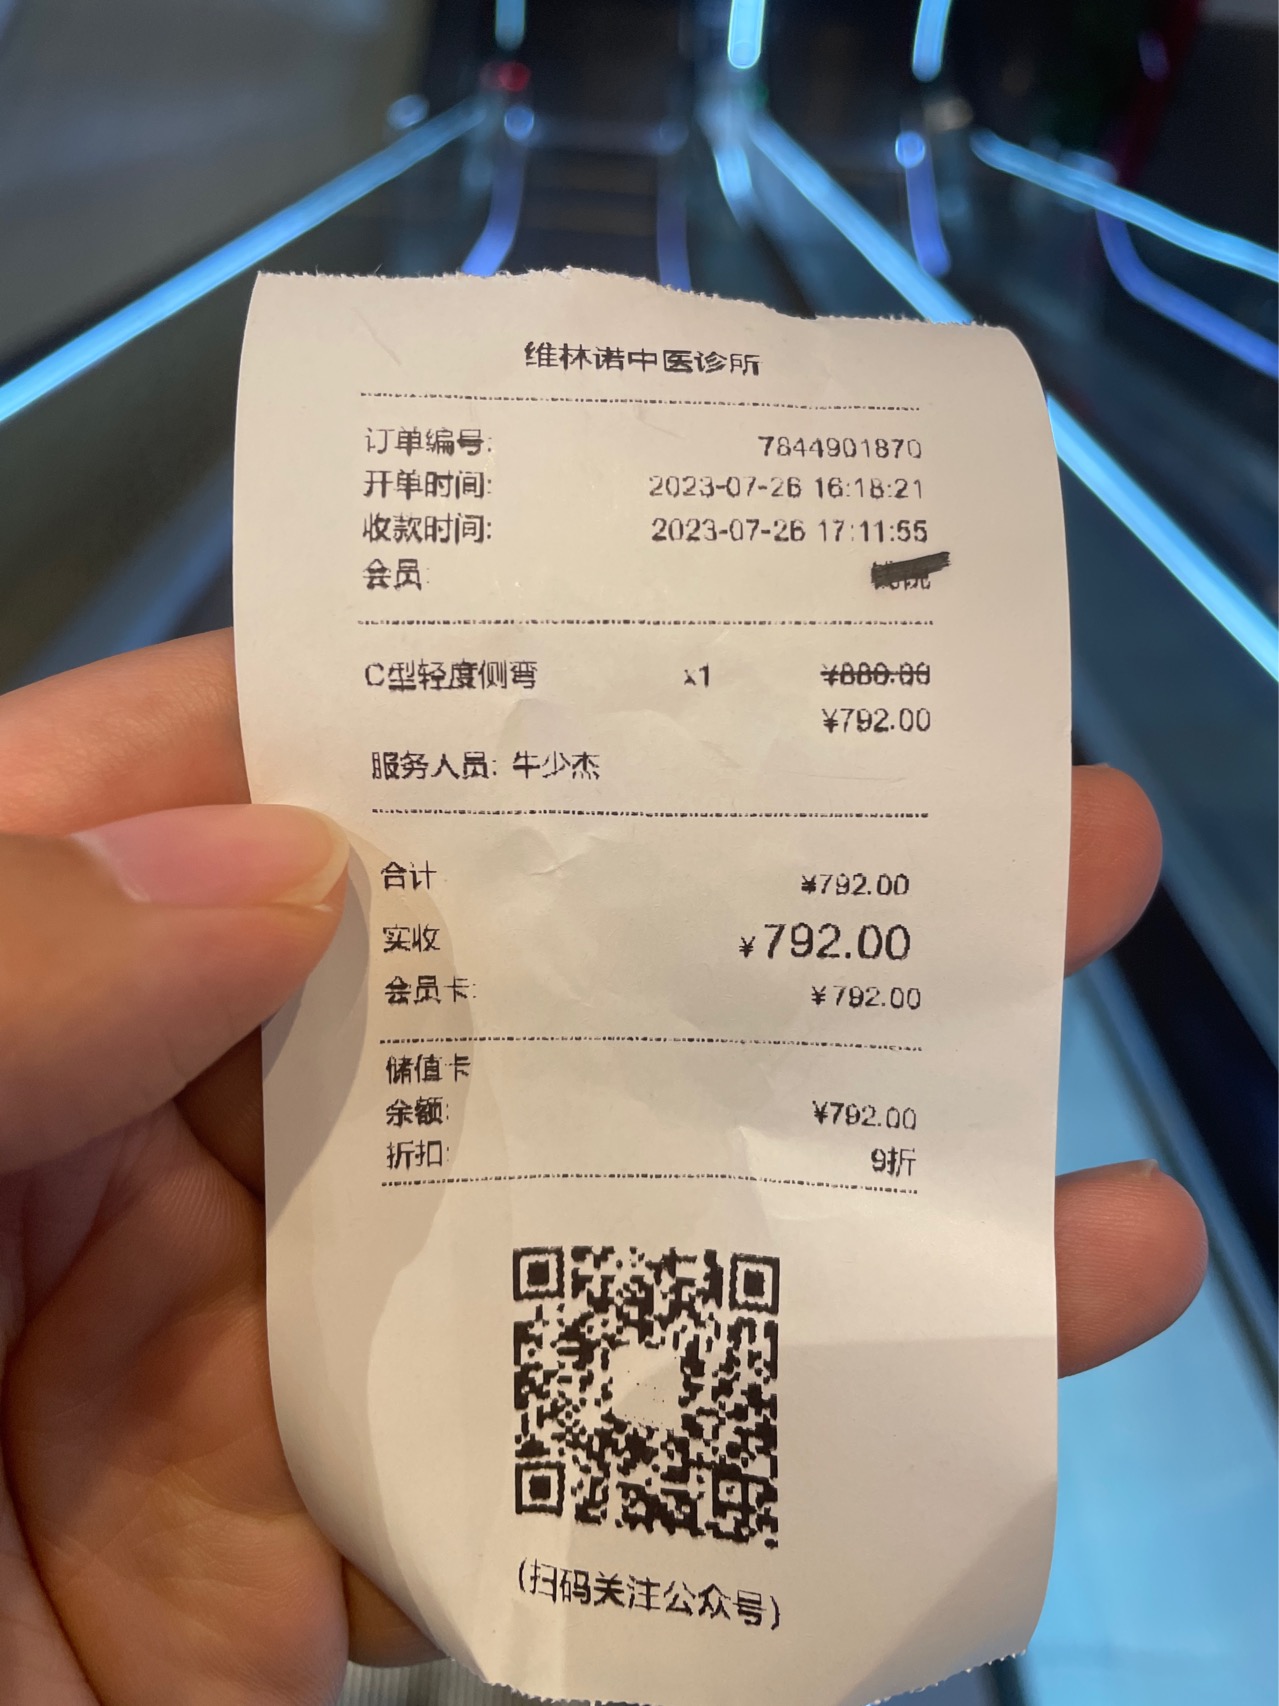 维林诺中医诊所
订单编号: 7844901870
开单时间: 2023-07-26 16:18:21
收款时间: 2023-07-26 17:11:55
会员:
C型轻度侧弯 x1 ¥880.00
¥792.00
服务人员: 牛少杰
合计 ¥792.00
实收 ¥792.00
会员卡: ¥792.00
储值卡
余额: ¥792.00
折扣: 9折
(扫码关注公众号)